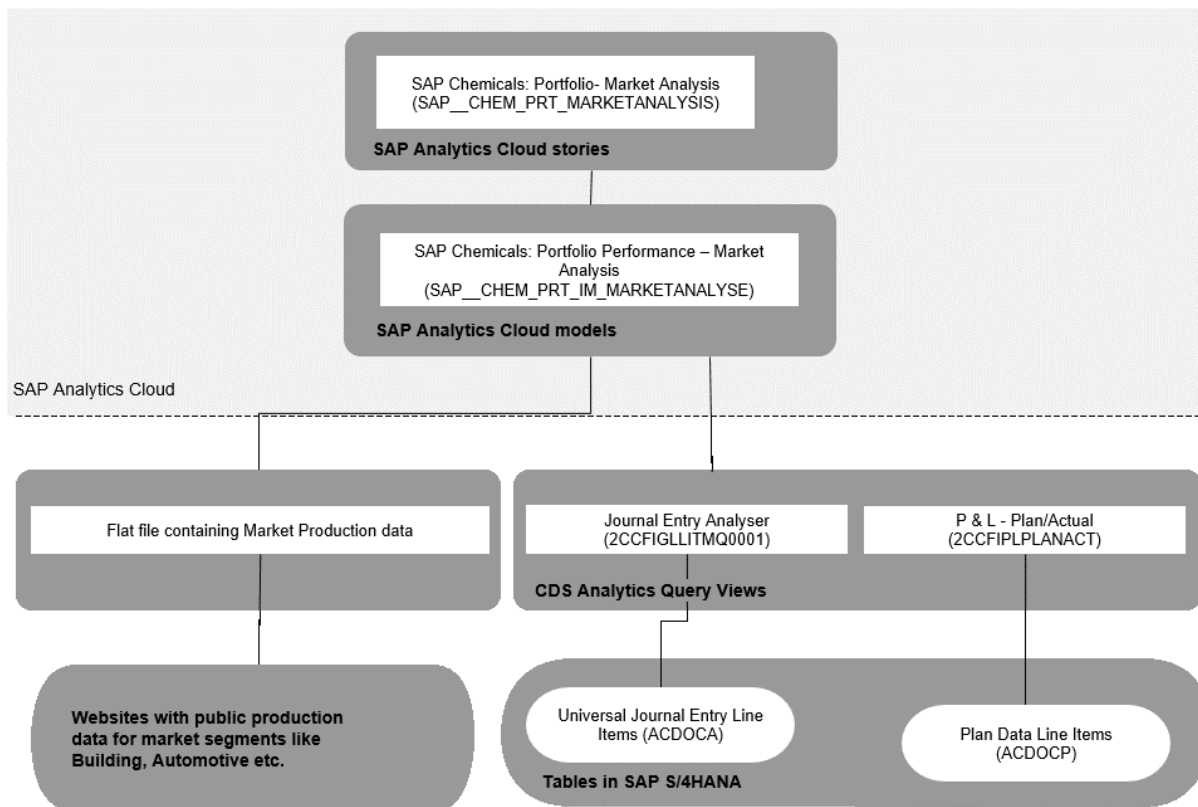 SAP Chemicals: Portfolio- Market Analysis
(SAP__CHEM_PRT_MARKETANALYSIS)
SAP Analytics Cloud stories
SAP Chemicals: Portfolio Performance – Market
Analysis
(SAP__CHEM_PRT_IM_MARKETANALYSE)
SAP Analytics Cloud models
SAP Analytics Cloud
Flat file containing Market Production data
Journal Entry Analyser
(2CCFIGLLITMQ0001)
P & L - Plan/Actual
(2CCFIPLPLANACT)
CDS Analytics Query Views
Websites with public production
data for market segments like
Building, Automotive etc.
Universal Journal Entry Line
Items (ACDOCA)
Plan Data Line Items
(ACDOCP)
Tables in SAP S/4HANA